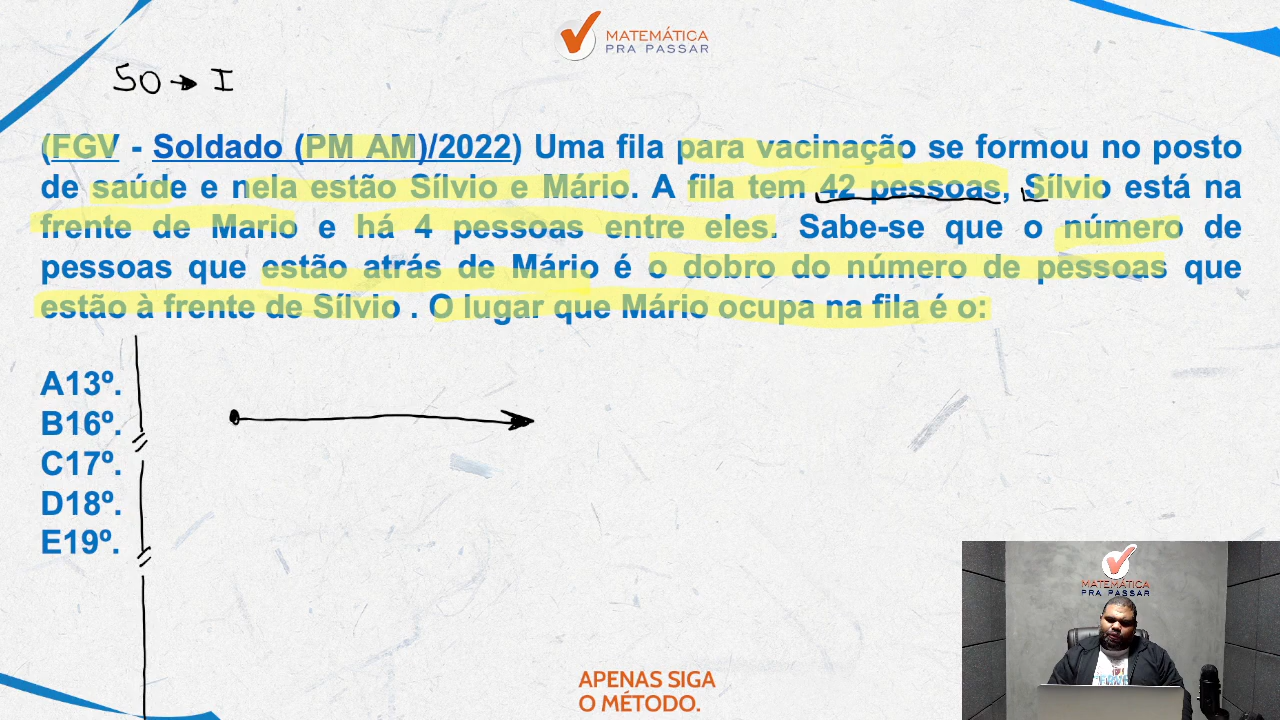 MATEMÁTICA
PRA PASSAR
SO → I
(FGV - Soldado (PM AM)/2022) Uma fila para vacinação se formou no posto
de saúde e nela estão Sílvio e Mário. A fila tem 42 pessoas, Sílvio está na
frente de Mario e há 4 pessoas entre eles. Sabe-se que o número de
pessoas que estão atrás de Mário é o dobro do número de pessoas que
estão à frente de Sílvio . O lugar que Mário ocupa na fila é o:
A13º.
B16º.
C17º.
D18º.
E19º.
MATEMÁTICA
PRA PASSAR
APENAS SIGA
O MÉTODO.